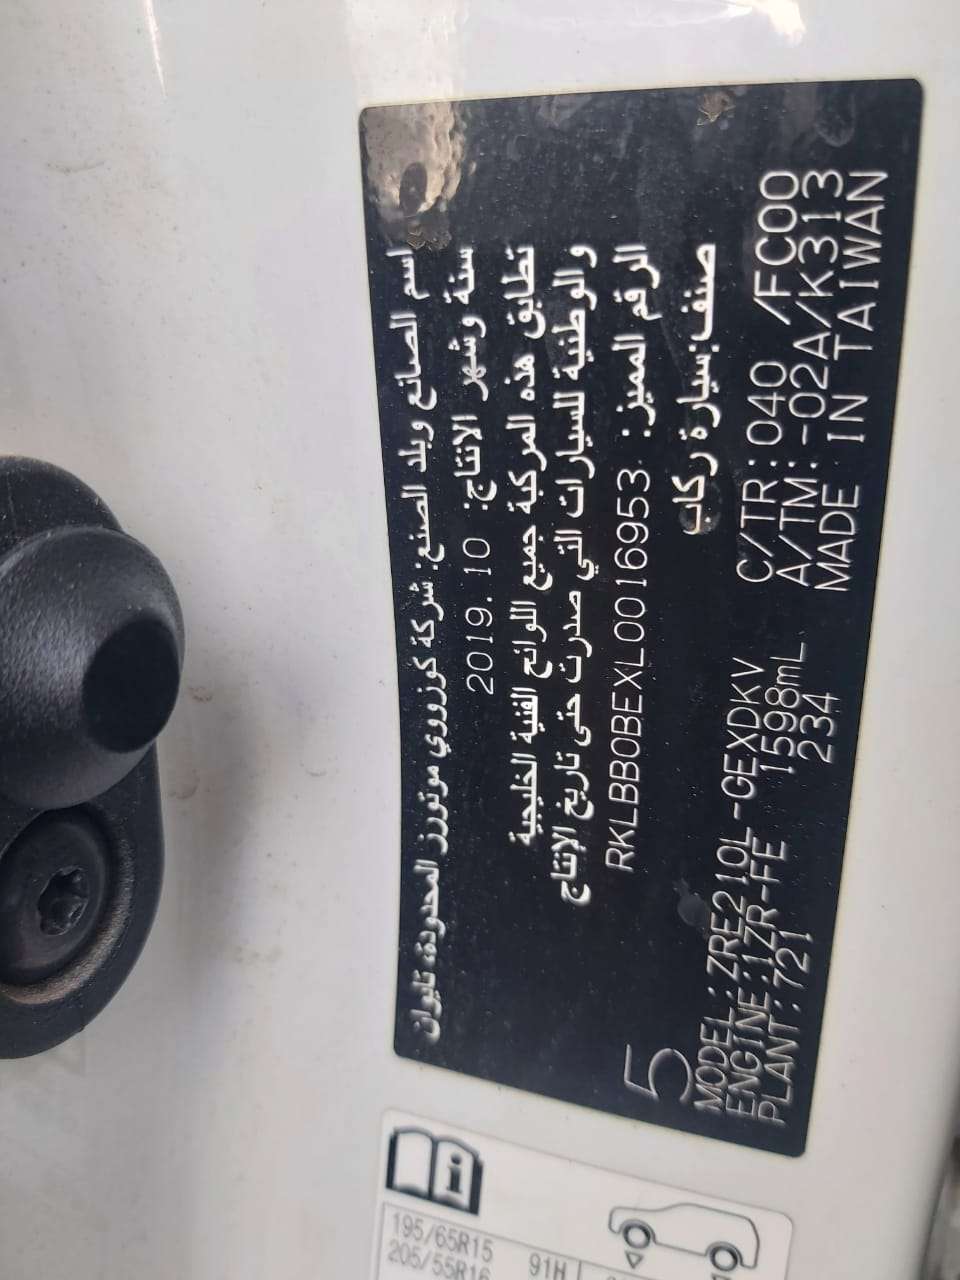 اسم الصانع وبلد الصنع: شركة كوزووي موتورز المحدودة، تايوان
سنة وشهر الانتاج: 2019.10
تطابق هذه المركبة جميع اللوائح الفنية الخليجية
و الوطنية للسيارات التي صدرت حتى تاريخ الإنتاج
الرقم المميز: RKLBB0BEXL0016953
صنف: سيارة ركاب
5
MODEL:ZRE210L-GEXDKV C/TR:040 /FC00
ENGINE:1ZR-FE 1598mL A/TM:-02A/K313
PLANT:721 234 MADE IN TAIWAN
195/65R15 91H
205/55R16